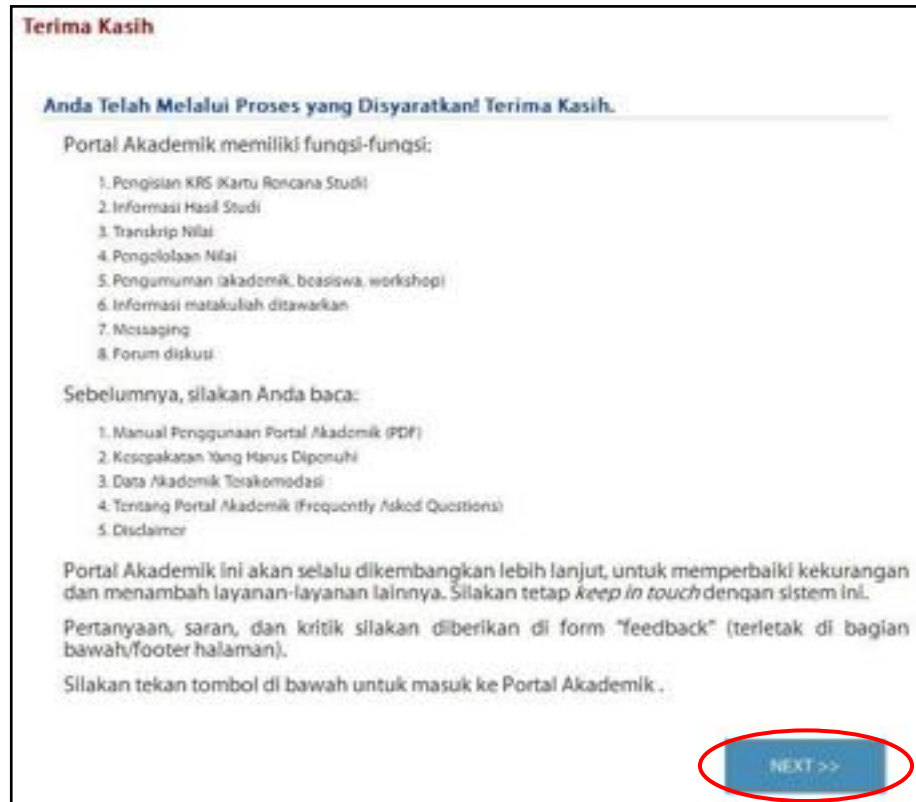 Terima Kasih
Anda Telah Melalui Proses yang Disyaratkan! Terima Kasih.
Portal Akademik memiliki fungsi-fungsi:
1. Pengisian KRS (Kartu Rencana Studi)
2. Informasi Hasil Studi
3. Transkrip Nilai
4. Pengelolaan Nilai
5. Pengumuman (akademik, beasiswa, workshop)
6. Informasi matakuliah ditawarkan
7. Messaging
8. Forum diskusi
Sebelumnya, silakan Anda baca:
1. Manual Penggunaan Portal Akademik (PDF)
2. Kesepakatan Yang Harus Dipenuhi
3. Data Akademik Terakomodasi
4. Tentang Portal Akademik (Frequently Asked Questions)
5. Disclaimer
Portal Akademik ini akan selalu dikembangkan lebih lanjut, untuk memperbaiki kekurangan
dan menambah layanan-layanan lainnya. Silakan tetap keep in touch dengan sistem ini.
Pertanyaan, saran, dan kritik silakan diberikan di form "feedback" (terletak di bagian
bawah/footer halaman).
Silakan tekan tombol di bawah untuk masuk ke Portal Akademik .
NEXT >>